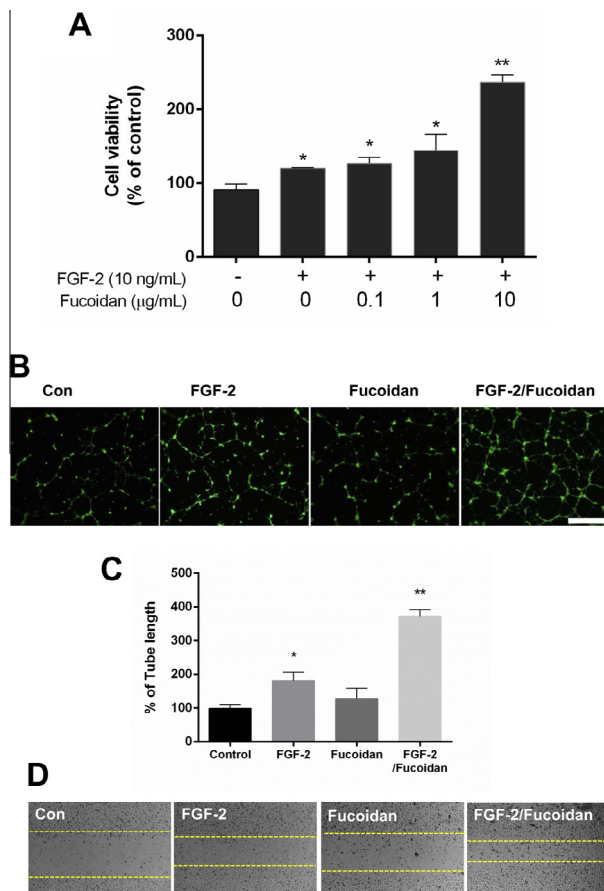 A
300
**
200
*
*
*
100
0
Cell viability
(% of control)
FGF-2 (10 ng/mL) - + + + +
Fucoidan (μg/mL) 0 0 0.1 1 10
B
Con FGF-2 Fucoidan FGF-2/Fucoidan
C
500
400
300
200
100
0
% of Tube length
*
**
Control FGF-2 Fucoidan FGF-2
/Fucoidan
D
Con FGF-2 Fucoidan FGF-2/Fucoidan